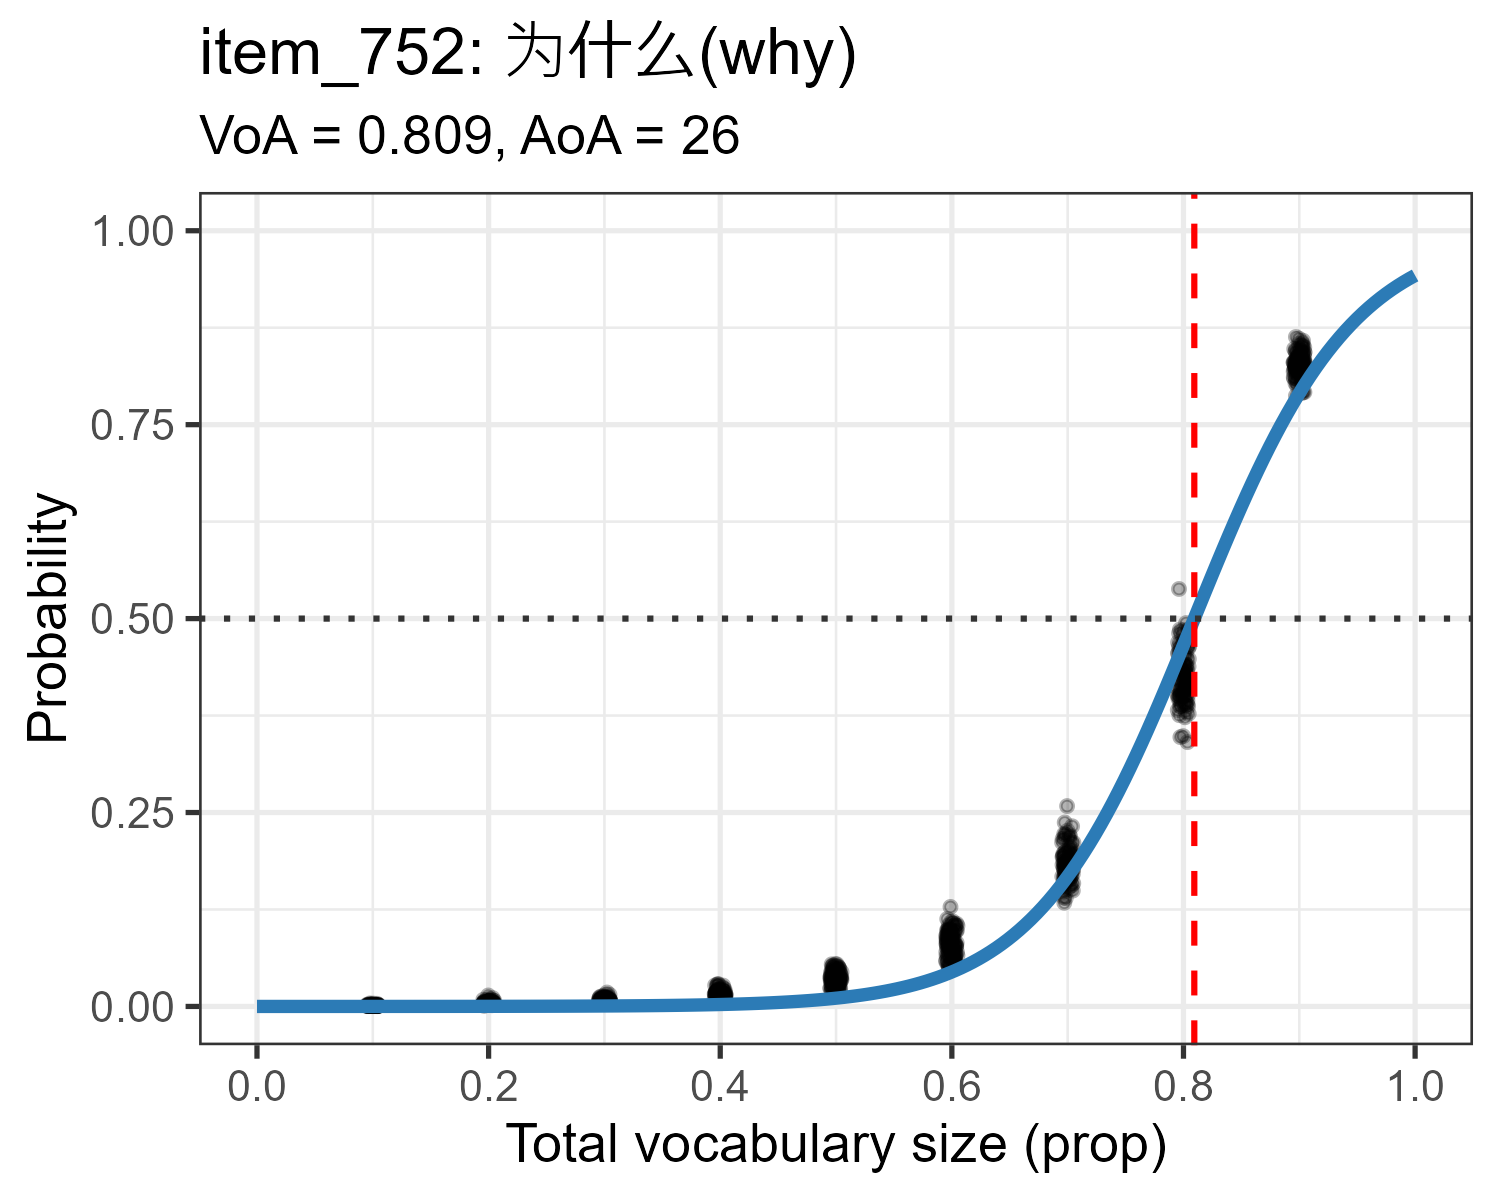 item_752: 为什么(why)
VoA = 0.809, AoA = 26
1.00
0.75
0.50
0.25
0.00
Probability
0.0 0.2 0.4 0.6 0.8 1.0
Total vocabulary size (prop)